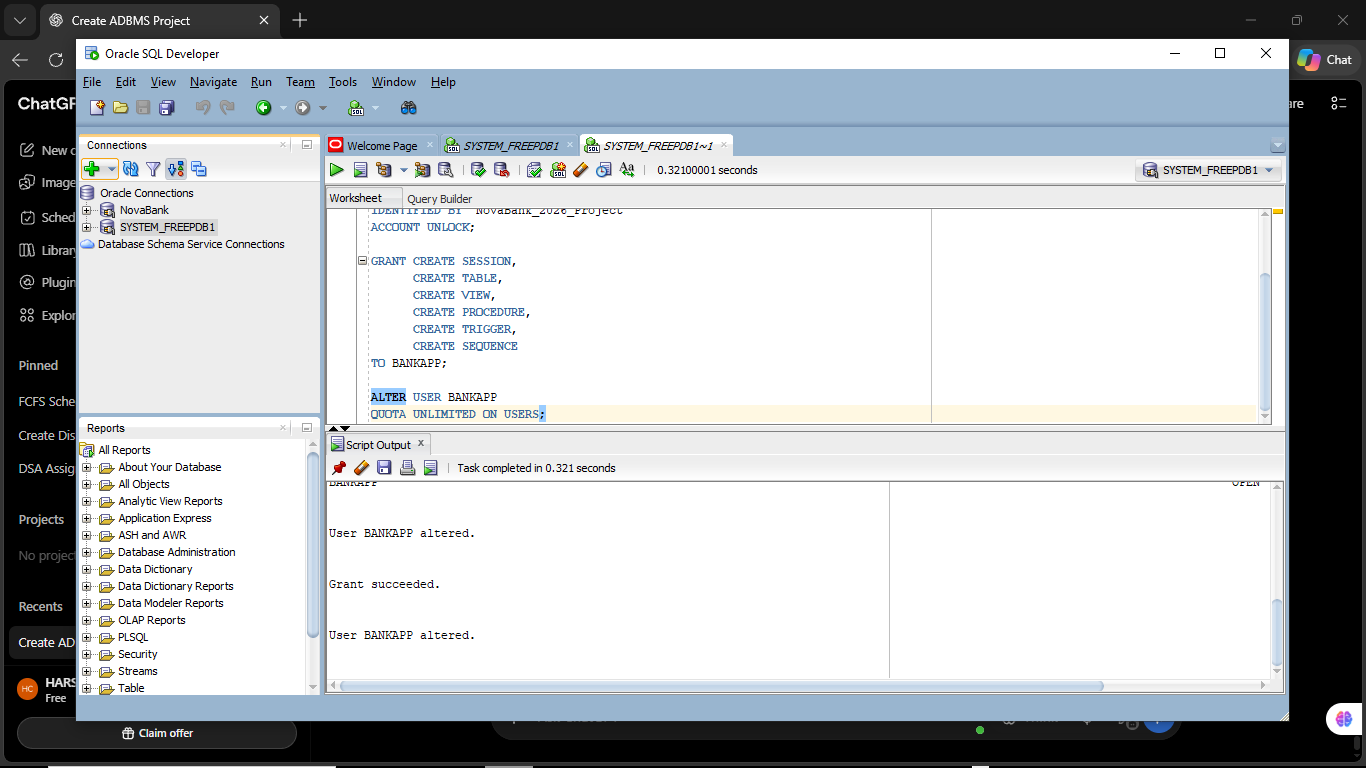 Create ADBMS Project
Chat
Oracle SQL Developer
File Edit View Navigate Run Team Tools Window Help
ChatGP
are
Connections
Welcome Page
SYSTEM_FREEPDB1
SYSTEM_FREEPDB1~1
0.32100001 seconds
SYSTEM_FREEPDB1
Oracle Connections
NovaBank
SYSTEM_FREEPDB1
Database Schema Service Connections
Worksheet
Query Builder
IDENTIFIED BY "NovaBank_2026_Project"
ACCOUNT UNLOCK;
GRANT CREATE SESSION,
CREATE TABLE,
CREATE VIEW,
CREATE PROCEDURE,
CREATE TRIGGER,
CREATE SEQUENCE
TO BANKAPP;
ALTER USER BANKAPP
QUOTA UNLIMITED ON USERS;
New c
Image
Sched
Library
Plugin
Explor
Pinned
FCFS Sche
Create Dis
DSA Assig
Projects
No project
Recents
Create AD
HC
HARS
Free
Claim offer
Reports
All Reports
About Your Database
All Objects
Analytic View Reports
Application Express
ASH and AWR
Database Administration
Data Dictionary
Data Dictionary Reports
Data Modeler Reports
OLAP Reports
PLSQL
Security
Streams
Table
Script Output
Task completed in 0.321 seconds
BANKAPP OPEN
User BANKAPP altered.
Grant succeeded.
User BANKAPP altered.